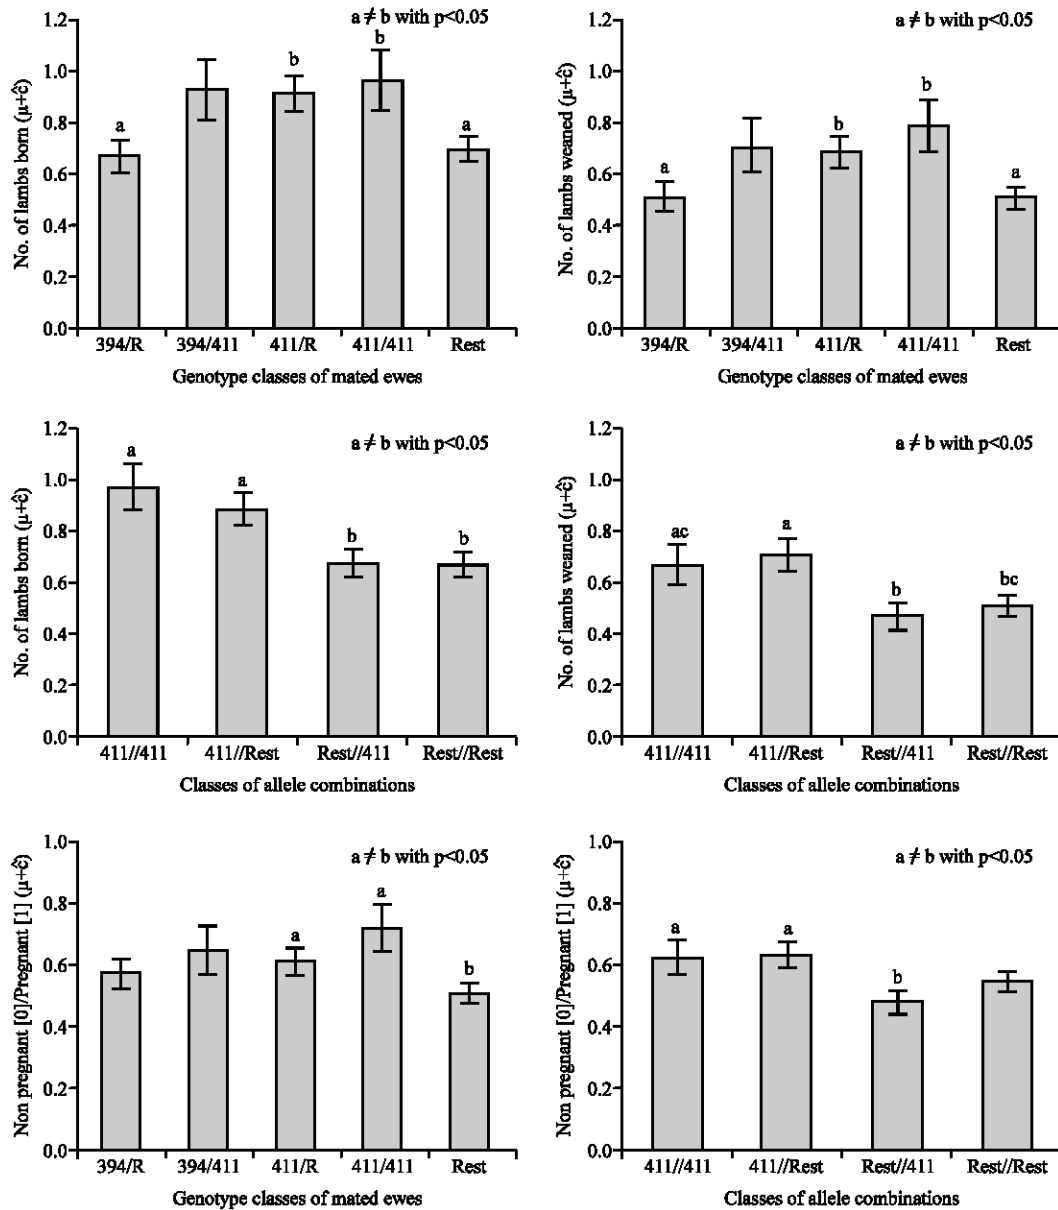 a ≠ b with p<0.05
No. of lambs born (μ+ĉ)
1.2
1.0
0.8
0.6
0.4
0.2
0.0
a
b
b
a
394/R 394/411 411/R 411/411 Rest
Genotype classes of mated ewes
a ≠ b with p<0.05
No. of lambs weaned (μ+ĉ)
1.2
1.0
0.8
0.6
0.4
0.2
0.0
a
b
b
a
394/R 394/411 411/R 411/411 Rest
Genotype classes of mated ewes
a ≠ b with p<0.05
No. of lambs born (μ+ĉ)
1.2
1.0
0.8
0.6
0.4
0.2
0.0
a
a
b
b
411//411 411//Rest Rest//411 Rest//Rest
Classes of allele combinations
a ≠ b with p<0.05
No. of lambs weaned (μ+ĉ)
1.2
1.0
0.8
0.6
0.4
0.2
0.0
ac
a
b
bc
411//411 411//Rest Rest//411 Rest//Rest
Classes of allele combinations
a ≠ b with p<0.05
Non pregnant [0]/Pregnant [1] (μ+ĉ)
1.0
0.8
0.6
0.4
0.2
0.0
a
a
b
394/R 394/411 411/R 411/411 Rest
Genotype classes of mated ewes
a ≠ b with p<0.05
Non pregnant [0]/Pregnant [1] (μ+ĉ)
1.0
0.8
0.6
0.4
0.2
0.0
a
a
b
411//411 411//Rest Rest//411 Rest//Rest
Classes of allele combinations